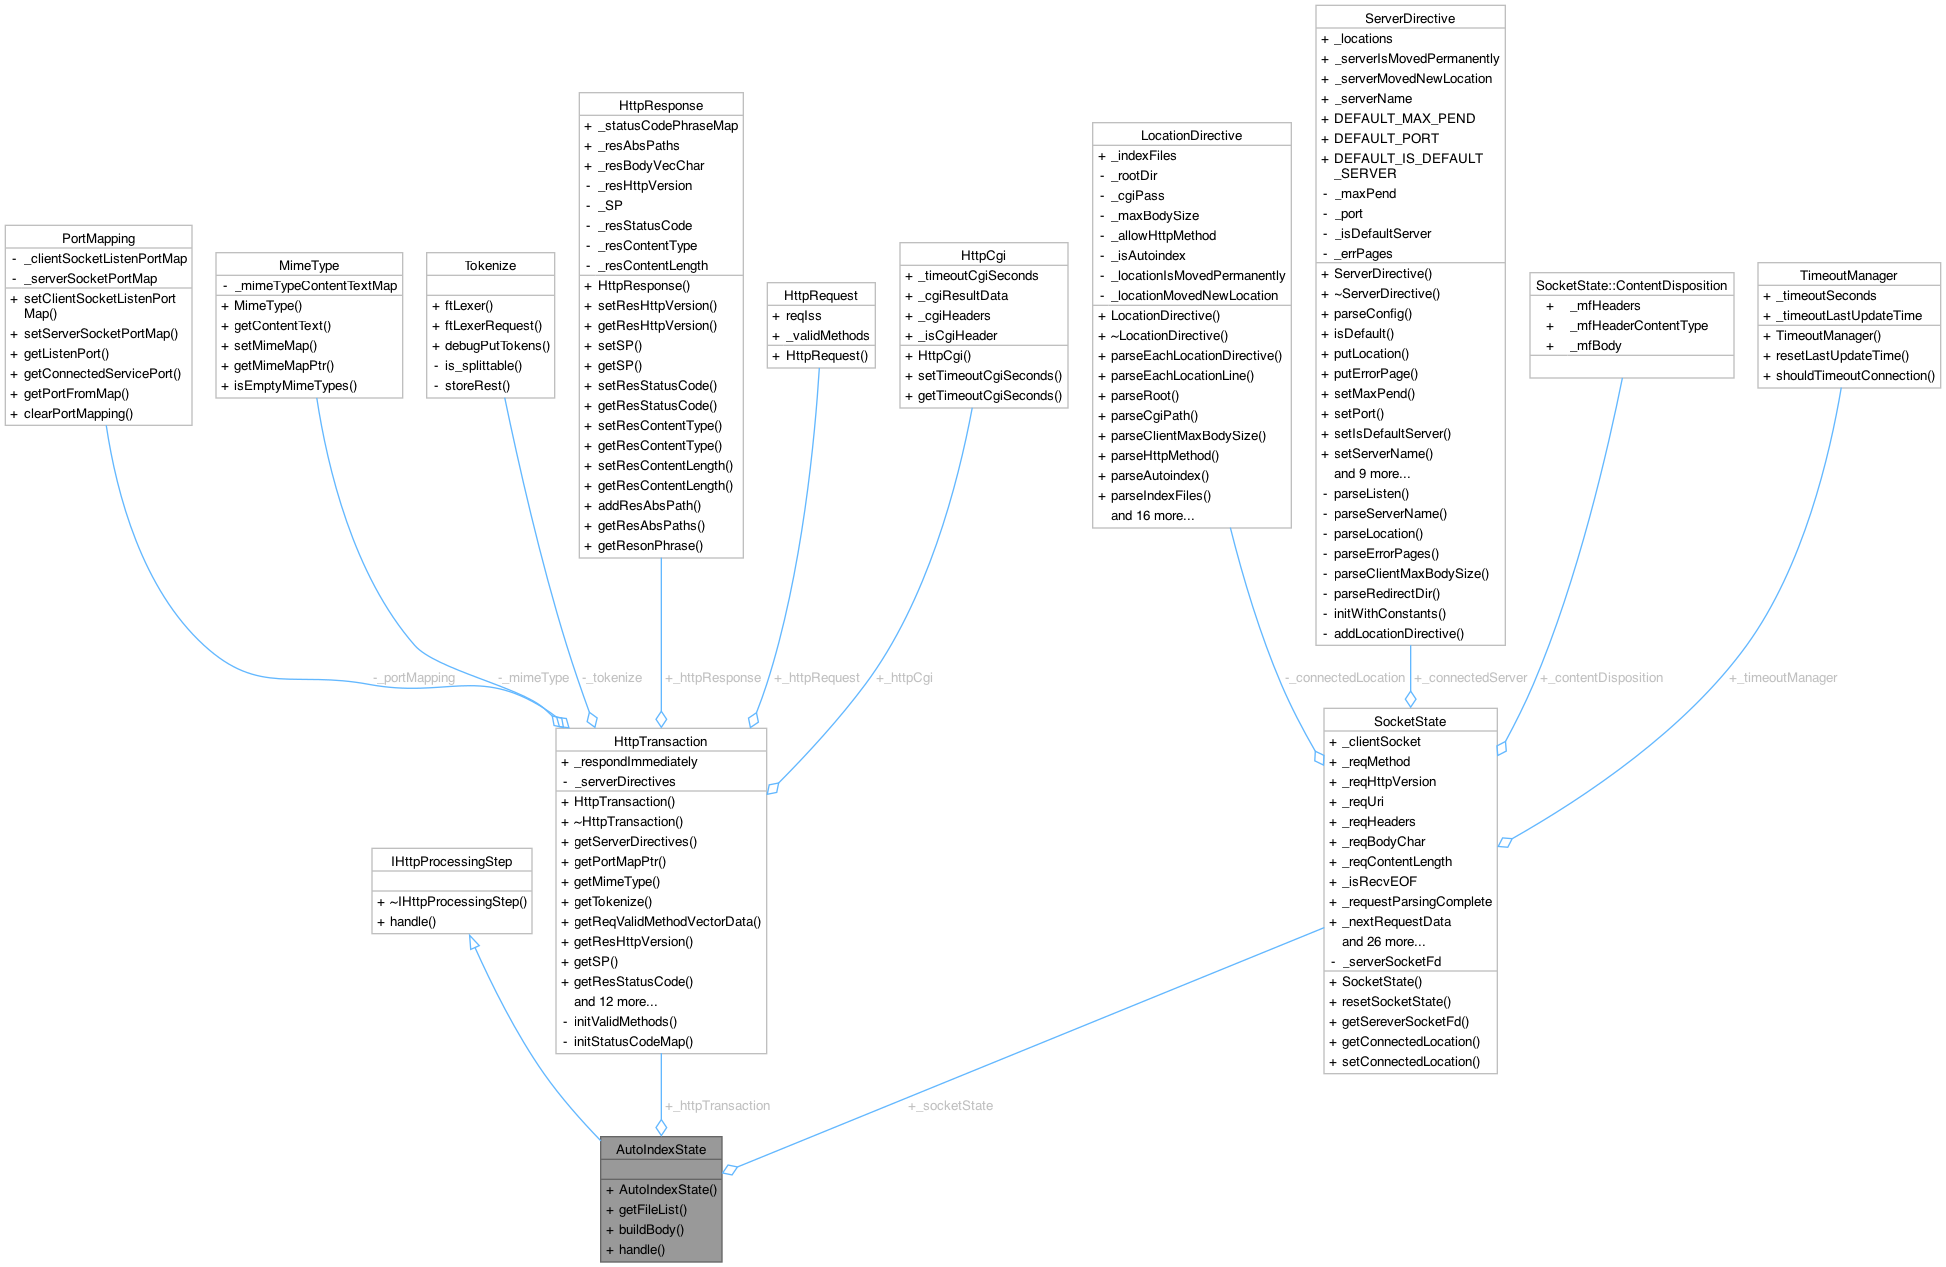 ServerDirective
+ _locations
+ _serverIsMovedPermanently
+ _serverMovedNewLocation
+ _serverName
+ DEFAULT_MAX_PEND
+ DEFAULT_PORT
+ DEFAULT_IS_DEFAULT
_SERVER
- _maxPend
- _port
- _isDefaultServer
- _errPages
+ ServerDirective()
+ ~ServerDirective()
+ parseConfig()
+ isDefault()
+ putLocation()
+ putErrorPage()
+ setMaxPend()
+ setPort()
+ setIsDefaultServer()
+ setServerName()
and 9 more...
- parseListen()
- parseServerName()
- parseLocation()
- parseErrorPages()
- parseClientMaxBodySize()
- parseRedirectDir()
- initWithConstants()
- addLocationDirective()
HttpResponse
+ _statusCodePhraseMap
+ _resAbsPaths
+ _resBodyVecChar
- _resHttpVersion
- _SP
- _resStatusCode
- _resContentType
- _resContentLength
+ HttpResponse()
+ setResHttpVersion()
+ getResHttpVersion()
+ setSP()
+ getSP()
+ setResStatusCode()
+ getResStatusCode()
+ setResContentType()
+ getResContentType()
+ setResContentLength()
+ getResContentLength()
+ addResAbsPath()
+ getResAbsPaths()
+ getResonPhrase()
LocationDirective
+ _indexFiles
- _rootDir
- _cgiPass
- _maxBodySize
- _allowHttpMethod
- _isAutoindex
- _locationIsMovedPermanently
- _locationMovedNewLocation
+ LocationDirective()
+ ~LocationDirective()
+ parseEachLocationDirective()
+ parseEachLocationLine()
+ parseRoot()
+ parseCgiPath()
+ parseClientMaxBodySize()
+ parseHttpMethod()
+ parseAutoindex()
+ parseIndexFiles()
and 16 more...
PortMapping
- _clientSocketListenPortMap
- _serverSocketPortMap
+ setClientSocketListenPort
Map()
+ setServerSocketPortMap()
+ getListenPort()
+ getConnectedServicePort()
+ getPortFromMap()
+ clearPortMapping()
MimeType
- _mimeTypeContentTextMap
+ MimeType()
+ getContentText()
+ setMimeMap()
+ getMimeMapPtr()
+ isEmptyMimeTypes()
Tokenize
+ ftLexer()
+ ftLexerRequest()
+ debugPutTokens()
- is_splittable()
- storeRest()
HttpRequest
+ reqIss
+ _validMethods
+ HttpRequest()
HttpCgi
+ _timeoutCgiSeconds
+ _cgiResultData
+ _cgiHeaders
+ _isCgiHeader
+ HttpCgi()
+ setTimeoutCgiSeconds()
+ getTimeoutCgiSeconds()
SocketState::ContentDisposition
+ _mfHeaders
+ _mfHeaderContentType
+ _mfBody
TimeoutManager
+ _timeoutSeconds
+ _timeoutLastUpdateTime
+ TimeoutManager()
+ resetLastUpdateTime()
+ shouldTimeoutConnection()
-_portMapping
-_mimeType
-_tokenize
+_httpResponse
+_httpRequest
+_httpCgi
-_connectedLocation
+_connectedServer
+_contentDisposition
+_timeoutManager
HttpTransaction
+ _respondImmediately
- _serverDirectives
+ HttpTransaction()
+ ~HttpTransaction()
+ getServerDirectives()
+ getPortMapPtr()
+ getMimeType()
+ getTokenize()
+ getReqValidMethodVectorData()
+ getResHttpVersion()
+ getSP()
+ getResStatusCode()
and 12 more...
- initValidMethods()
- initStatusCodeMap()
SocketState
+ _clientSocket
+ _reqMethod
+ _reqHttpVersion
+ _reqUri
+ _reqHeaders
+ _reqBodyChar
+ _reqContentLength
+ _isRecvEOF
+ _requestParsingComplete
+ _nextRequestData
and 26 more...
- _serverSocketFd
+ SocketState()
+ resetSocketState()
+ getSereverSocketFd()
+ getConnectedLocation()
+ setConnectedLocation()
IHttpProcessingStep
+ ~IHttpProcessingStep()
+ handle()
+_httpTransaction
+_socketState
AutoIndexState
+ AutoIndexState()
+ getFileList()
+ buildBody()
+ handle()